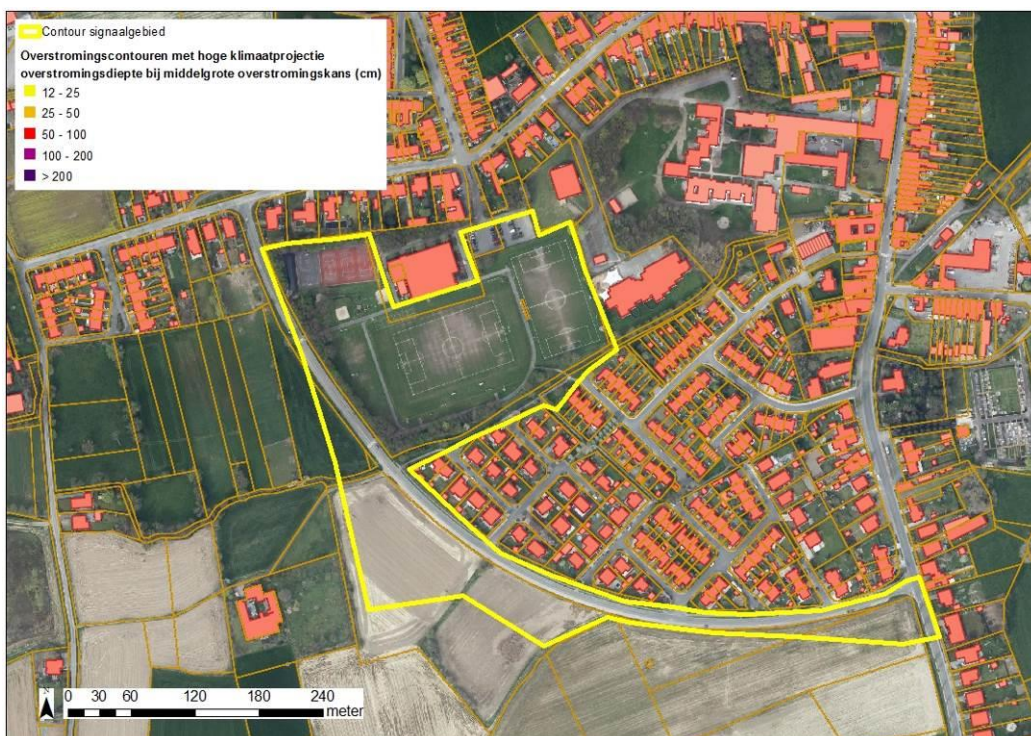 Contour signaalgebied
Overstromingscontouren met hoge klimaatprojectie
overstromingsdiepte bij middelgrote overstromingskans (cm)
12 - 25
25 - 50
50 - 100
100 - 200
> 200
N
0 30 60 120 180 240
meter